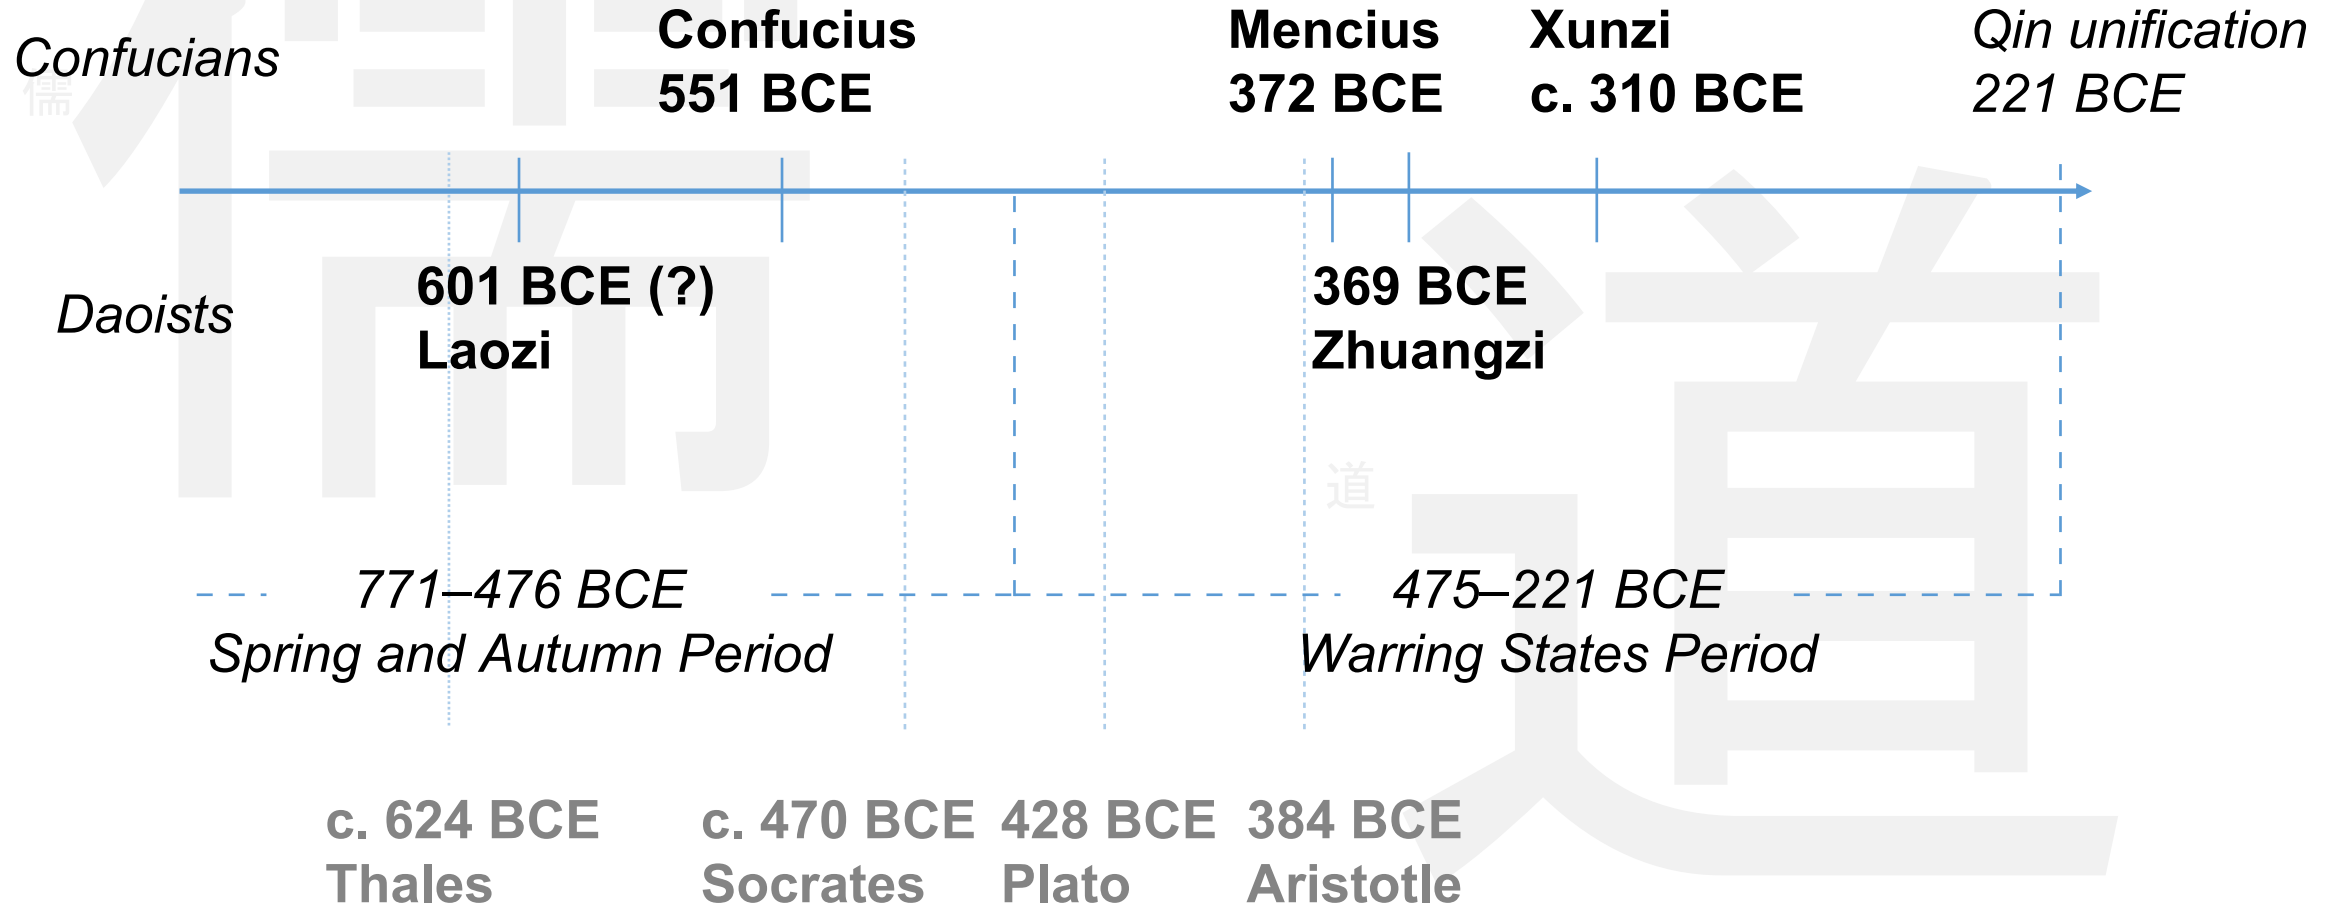 Confucians
儒
Confucius
551 BCE
Mencius
372 BCE
Xunzi
c. 310 BCE
Qin unification
221 BCE
儒
Daoists
601 BCE (?)
Laozi
369 BCE
Zhuangzi
道
道
771–476 BCE
Spring and Autumn Period
475–221 BCE
Warring States Period
c. 624 BCE
Thales
c. 470 BCE
Socrates
428 BCE
Plato
384 BCE
Aristotle